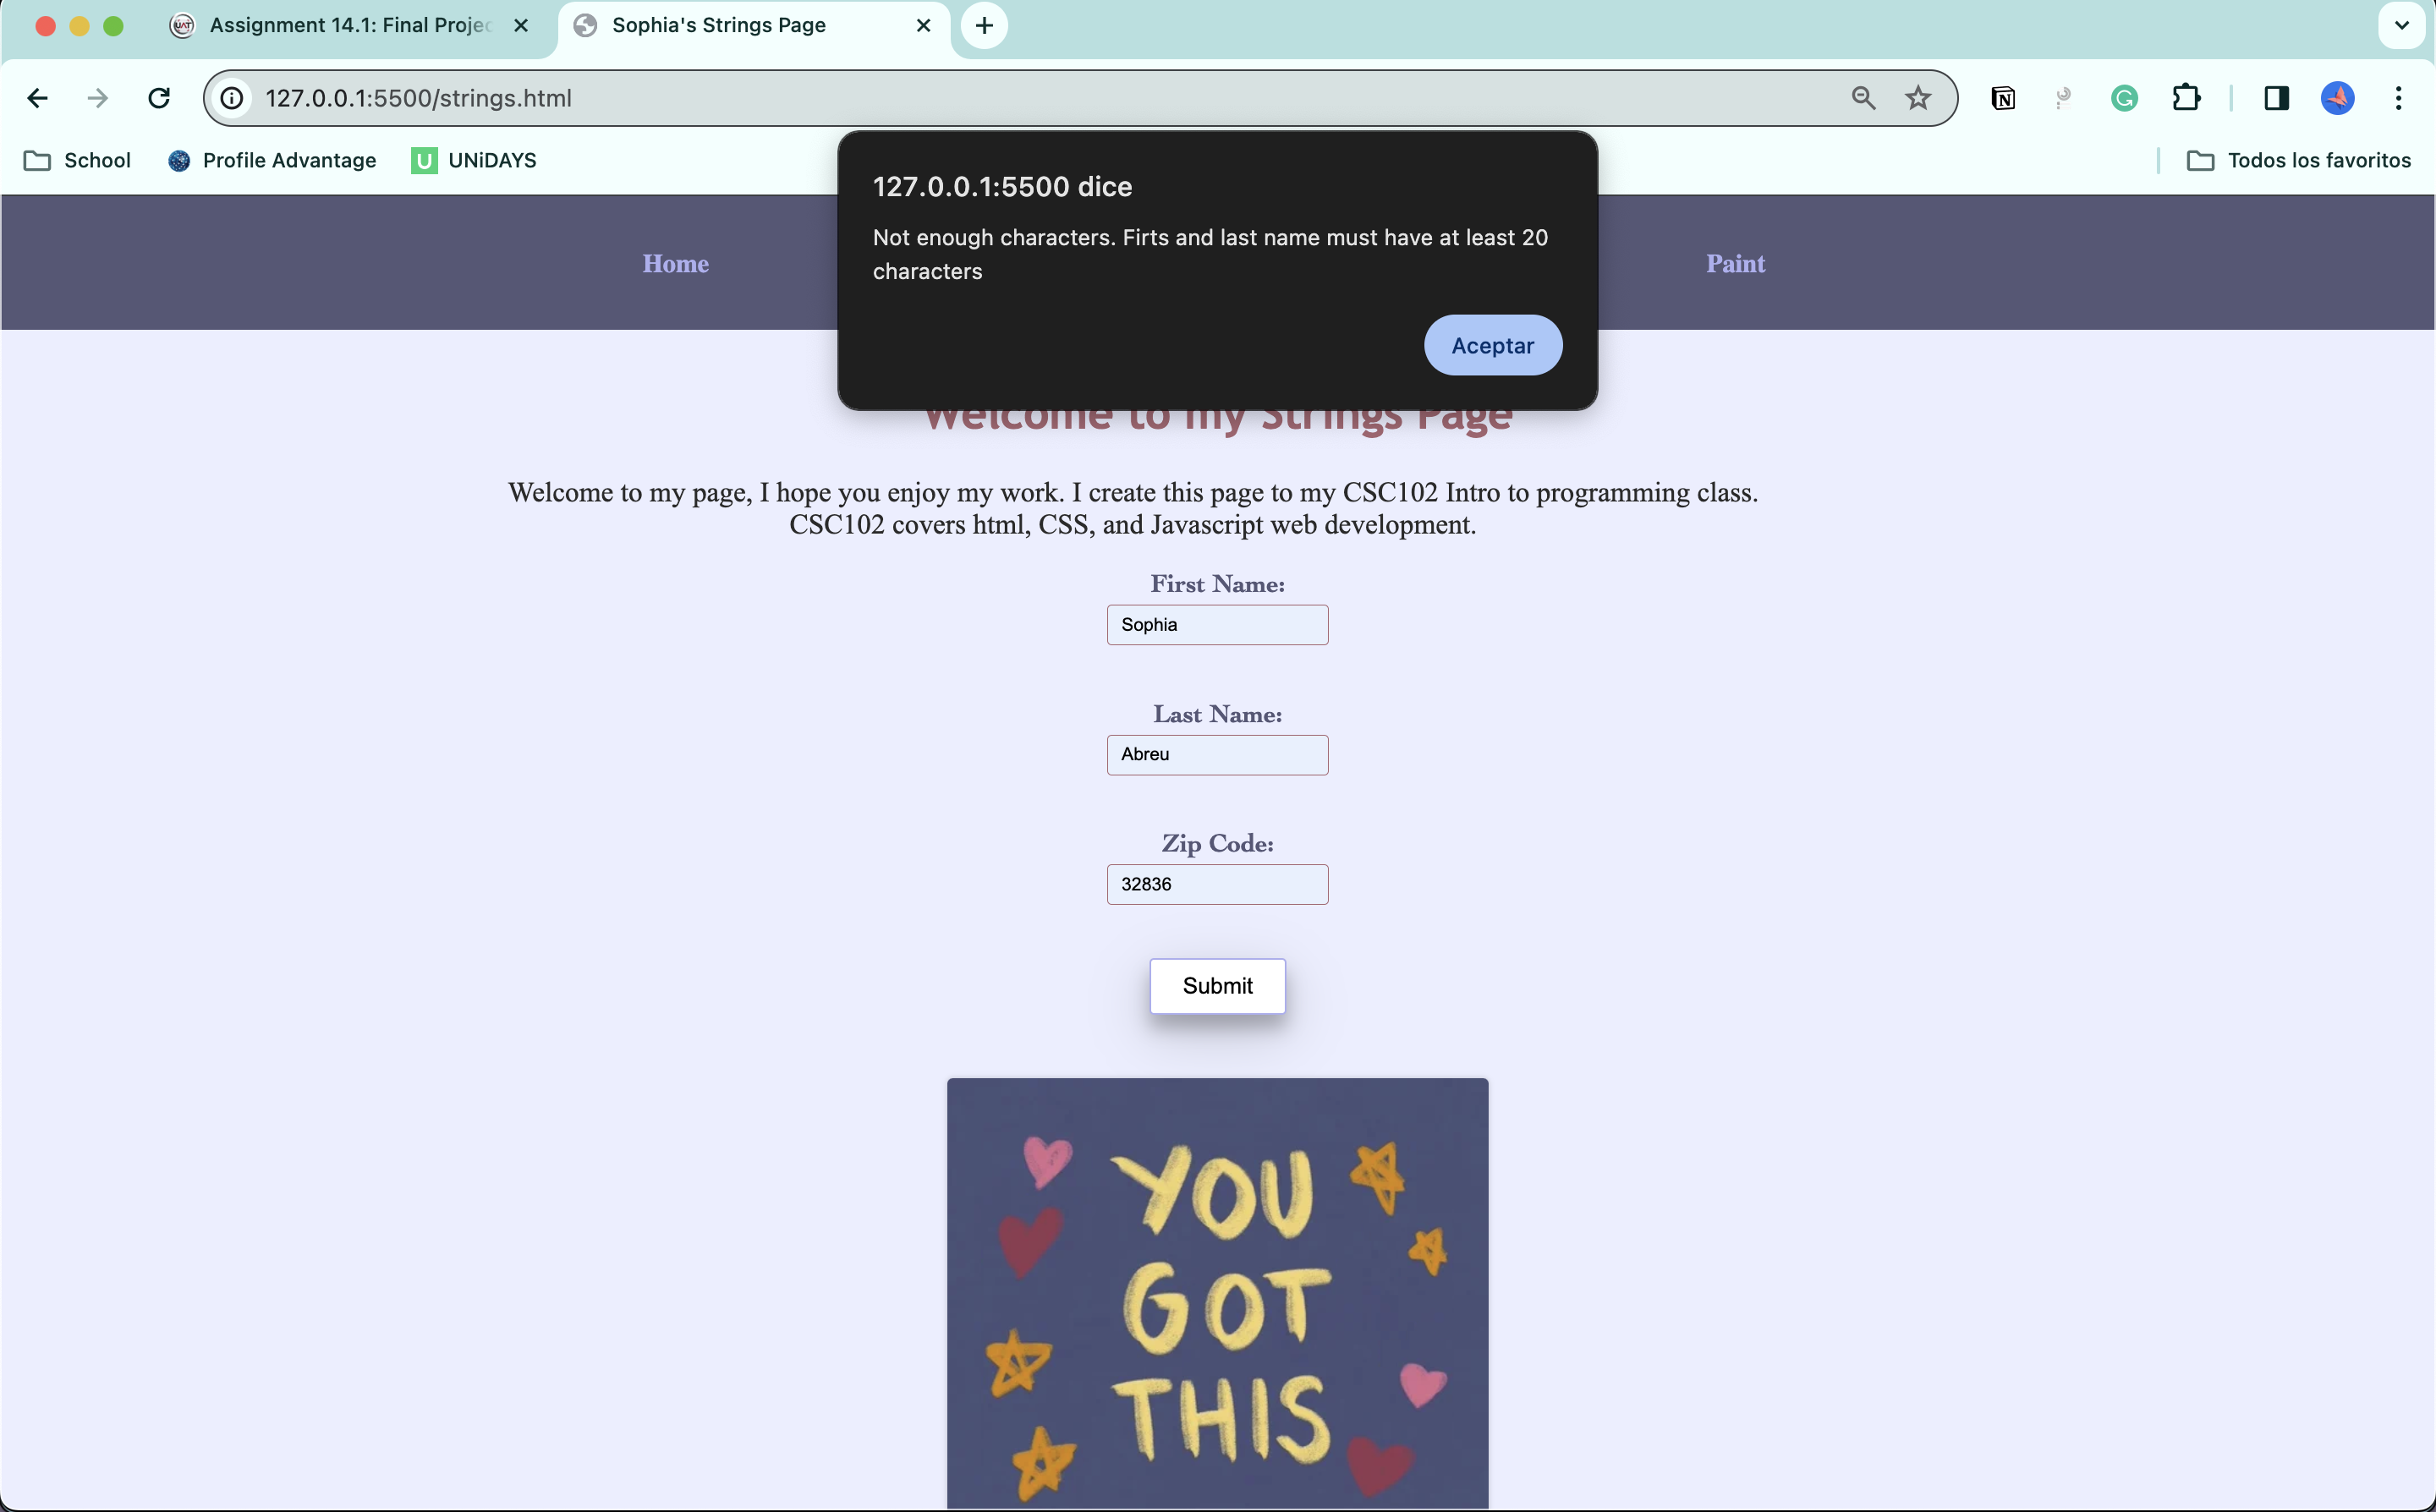 Assignment 14.1: Final Projec
Sophia's Strings Page
127.0.0.1:5500/strings.html
School
Profile Advantage
U UNiDAYS
Todos los favoritos
127.0.0.1:5500 dice
Not enough characters. Firts and last name must have at least 20
characters
Aceptar
Home
Paint
Welcome to my Strings Page
Welcome to my page, I hope you enjoy my work. I create this page to my CSC102 Intro to programming class.
CSC102 covers html, CSS, and Javascript web development.
First Name:
Sophia
Last Name:
Abreu
Zip Code:
32836
Submit
YOU
GOT
THIS